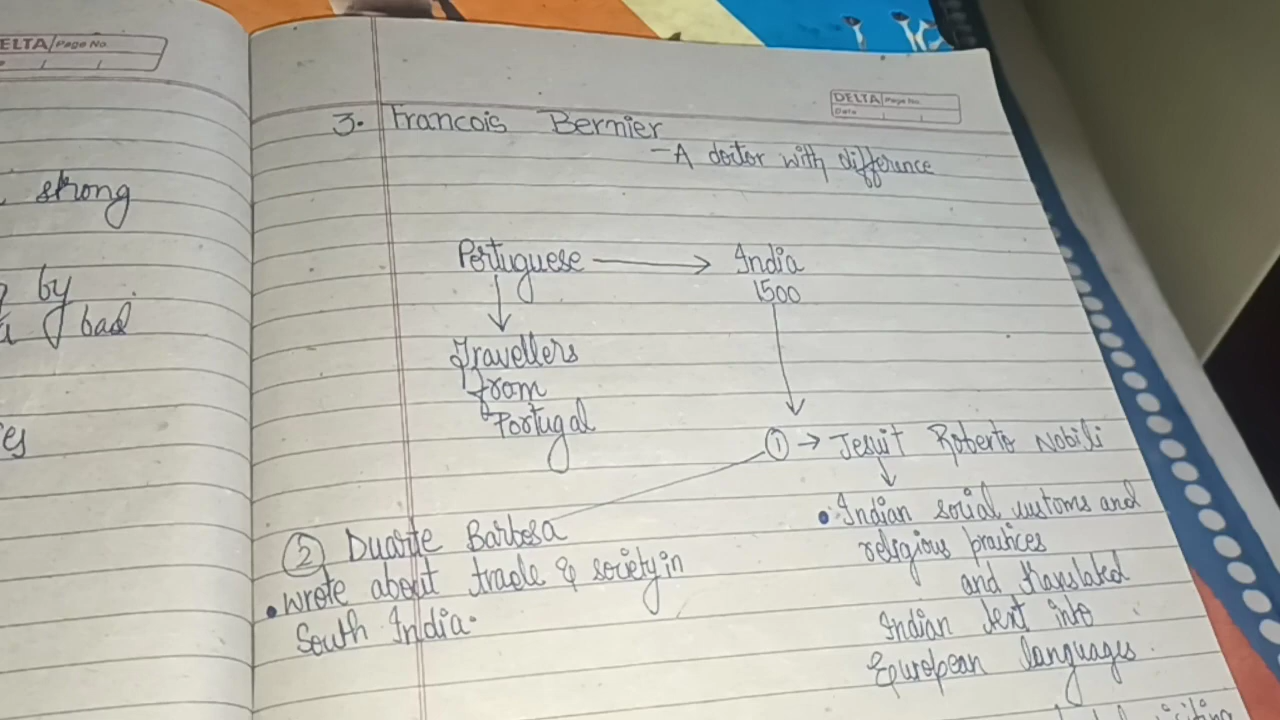 ELTA Page No.
strong
by
bad
es
DELTA Page No.
Date
3. Francois Bernier
- A doctor with difference
Portuguese → India
1500
Travellers
from
Portugal
① → Jesuit Roberto Nobili
• Indian social customs and
religious practices
and translated
Indian text into
Epuropean languages.
② Duarte Barbosa
• wrote about trade & society in
South India.